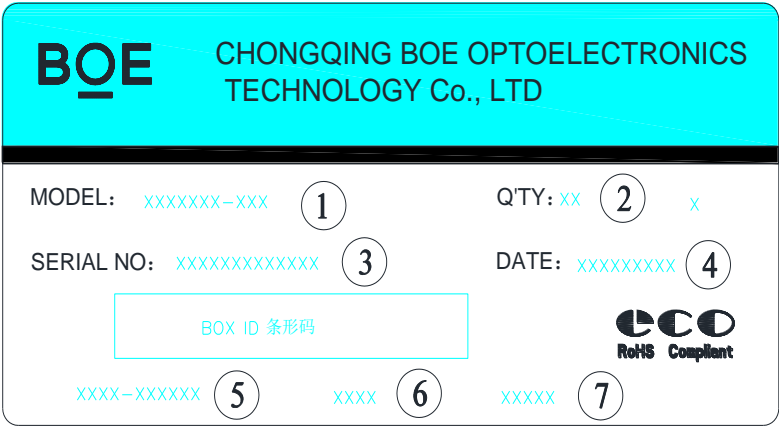 BOE
CHONGQING BOE OPTOELECTRONICS
TECHNOLOGY Co., LTD
MODEL: XXXXXXX-XXX ① Q'TY: XX ② X
SERIAL NO: XXXXXXXXXXXXX ③ DATE: XXXXXXXXX ④
BOX ID 条形码
eco
RoHS Compliant
XXXX-XXXXXX ⑤ XXXX ⑥ XXXXX ⑦